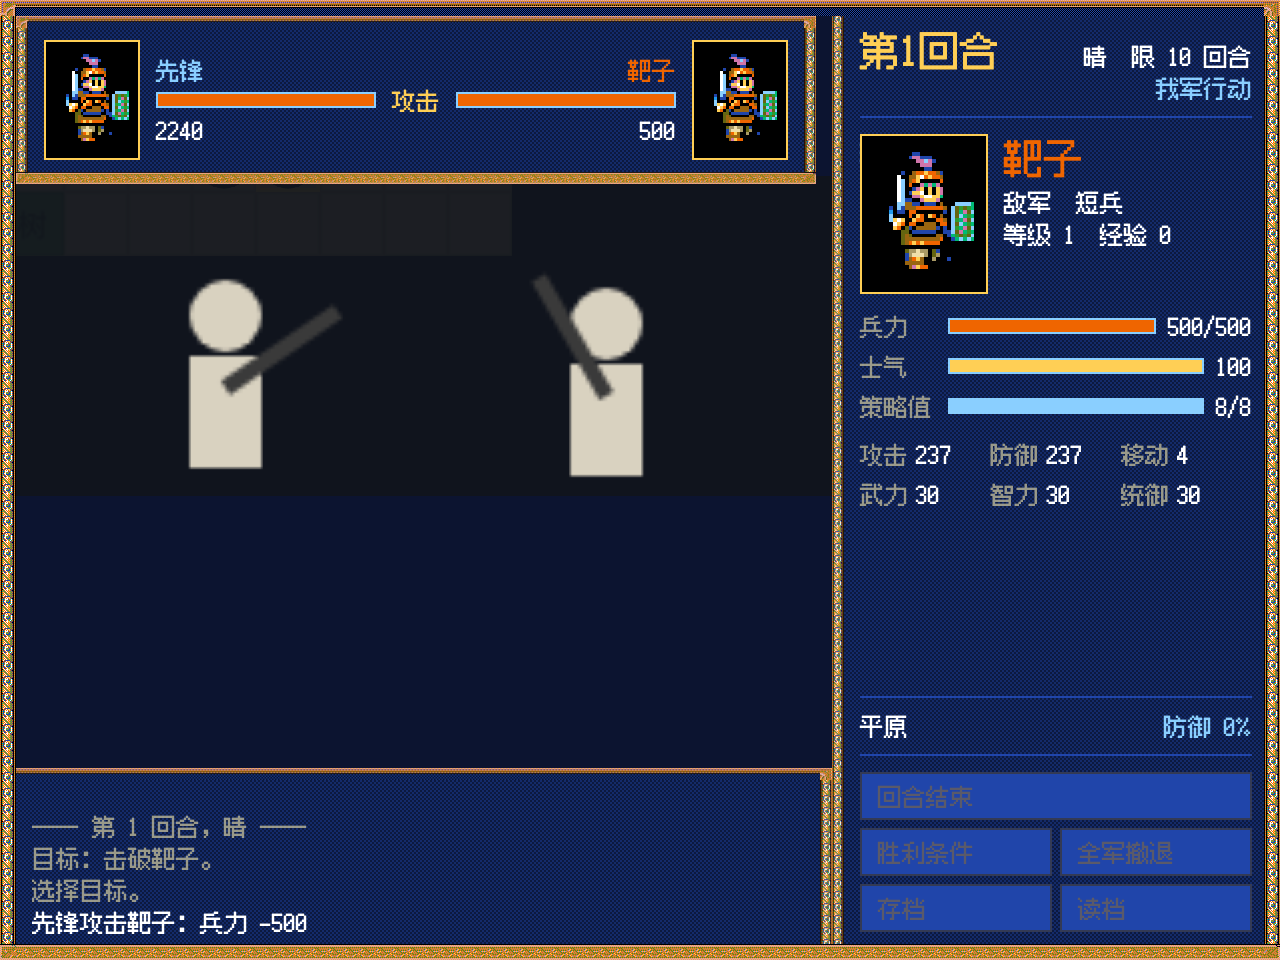 先锋
攻击
靶子
2240
500
第1回合
晴 限 10 回合
我军行动
靶子
敌军 短兵
等级 1 经验 0
兵力 500/500
士气 100
策略值 8/8
攻击 237 防御 237 移动 4
武力 30 智力 30 统御 30
平原 防御 0%
回合结束
胜利条件 全军撤退
存档 读档
—— 第 1 回合，晴 ——
目标：击破靶子。
选择目标。
先锋攻击靶子：兵力 -500